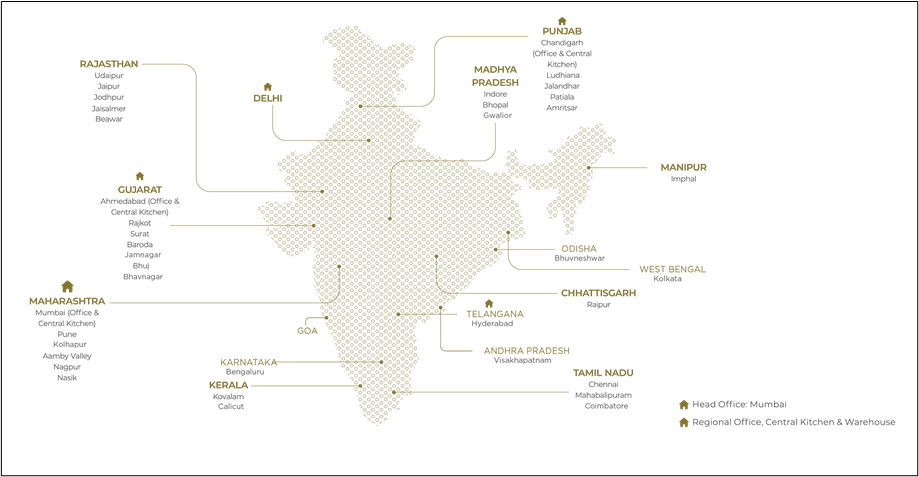 PUNJAB
Chandigarh
(Office & Central
Kitchen)
Ludhiana
Jalandhar
Patiala
Amritsar
RAJASTHAN
Udaipur
Jaipur
Jodhpur
Jaisalmer
Beawar
MADHYA
PRADESH
Indore
Bhopal
Gwalior
DELHI
MANIPUR
Imphal
GUJARAT
Ahmedabad (Office &
Central Kitchen)
Rajkot
Surat
Baroda
Jamnagar
Bhuj
Bhavnagar
ODISHA
Bhuvneshwar
WEST BENGAL
Kolkata
CHHATTISGARH
Raipur
MAHARASHTRA
Mumbai (Office &
Central Kitchen)
Pune
Kolhapur
Aamby Valley
Nagpur
Nasik
TELANGANA
Hyderabad
GOA
ANDHRA PRADESH
Visakhapatnam
KARNATAKA
Bengaluru
KERALA
Kovalam
Calicut
TAMIL NADU
Chennai
Mahabalipuram
Coimbatore
Head Office: Mumbai
Regional Office, Central Kitchen & Warehouse